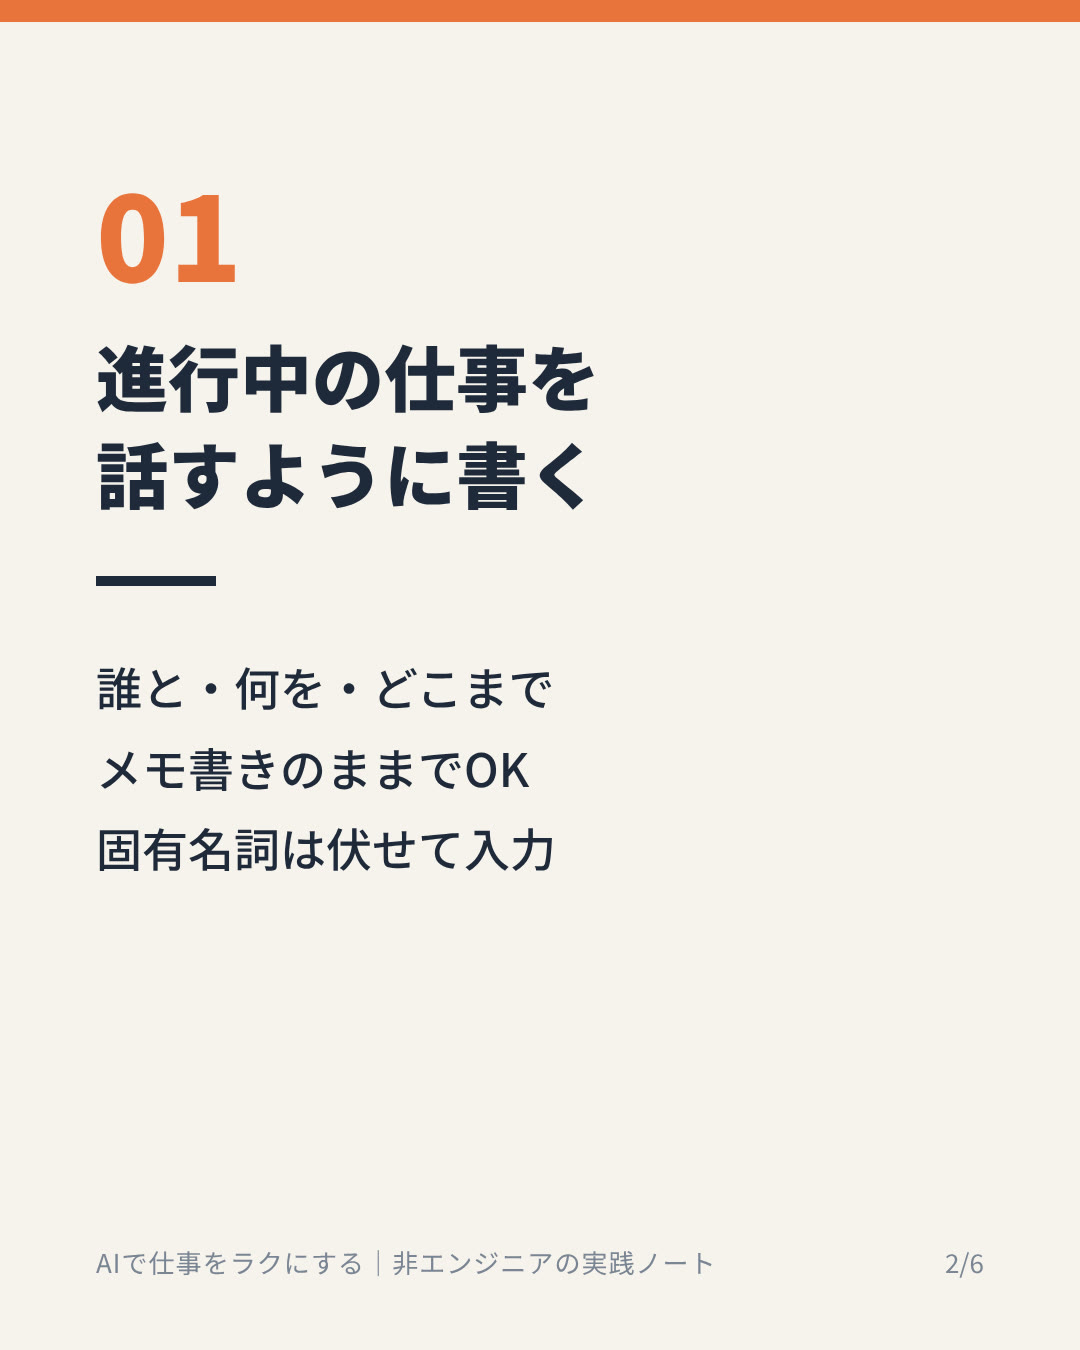 01
進行中の仕事を
話すように書く
誰と・何を・どこまで
メモ書きのままでOK
固有名詞は伏せて入力
AIで仕事をラクにする｜非エンジニアの実践ノート
2/6